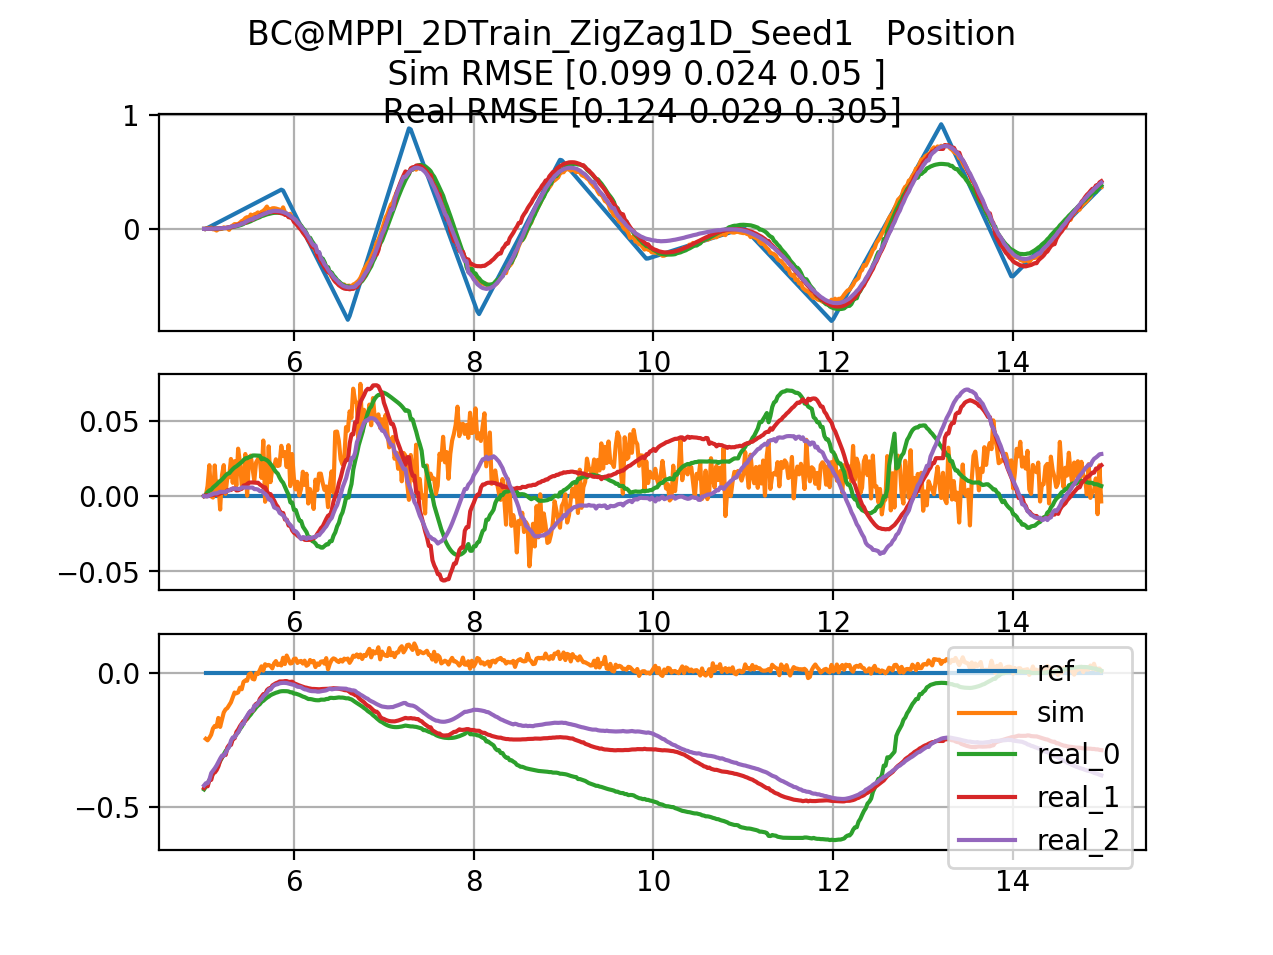 BC@MPPI_2DTrain_ZigZag1D_Seed1   Position
Sim RMSE [0.099 0.024 0.05 ]
Real RMSE [0.124 0.029 0.305]
1
0
6 8 10 12 14
0.05
0.00
−0.05
6 8 10 12 14
0.0
−0.5
6 8 10 12 14
ref
sim
real_0
real_1
real_2